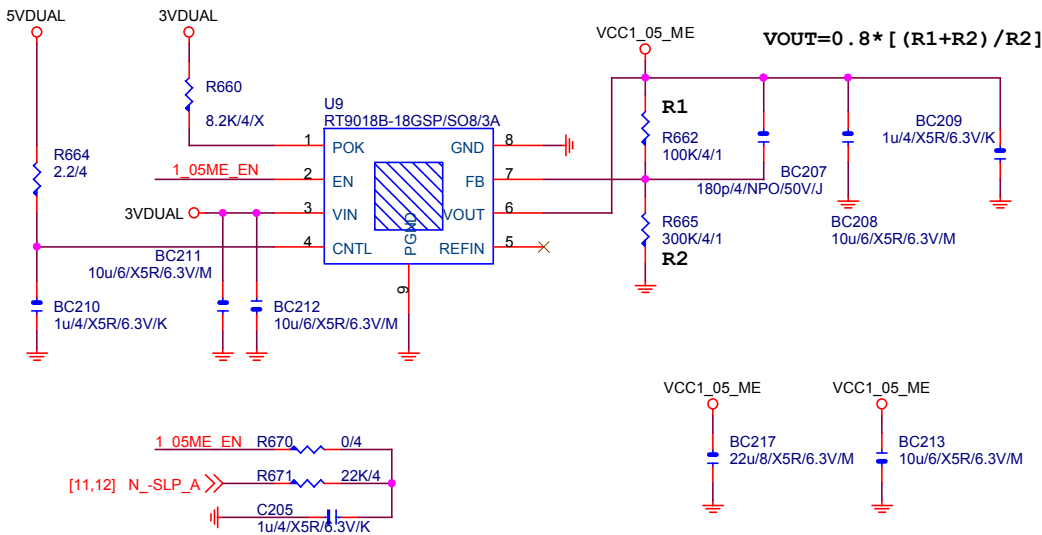 5VDUAL
3VDUAL
VCC1_05_ME
VOUT=0.8*[(R1+R2)/R2]
R660
8.2K/4/X
U9
RT9018B-18GSP/SO8/3A
R1
R662
100K/4/1
BC209
1u/4/X5R/6.3V/K
1
POK
GND
8
R664
2.2/4
1_05ME_EN
2
EN
FB
7
BC207
180p/4/NPO/50V/J
3VDUAL
3
VIN
VOUT
6
R665
300K/4/1
R2
BC208
10u/6/X5R/6.3V/M
4
CNTL
PGND
REFIN
5
BC211
10u/6/X5R/6.3V/M
9
BC210
1u/4/X5R/6.3V/K
BC212
10u/6/X5R/6.3V/M
VCC1_05_ME
VCC1_05_ME
1_05ME_EN
R670
0/4
BC217
22u/8/X5R/6.3V/M
BC213
10u/6/X5R/6.3V/M
[11,12] N_-SLP_A
R671
22K/4
C205
1u/4/X5R/6.3V/K